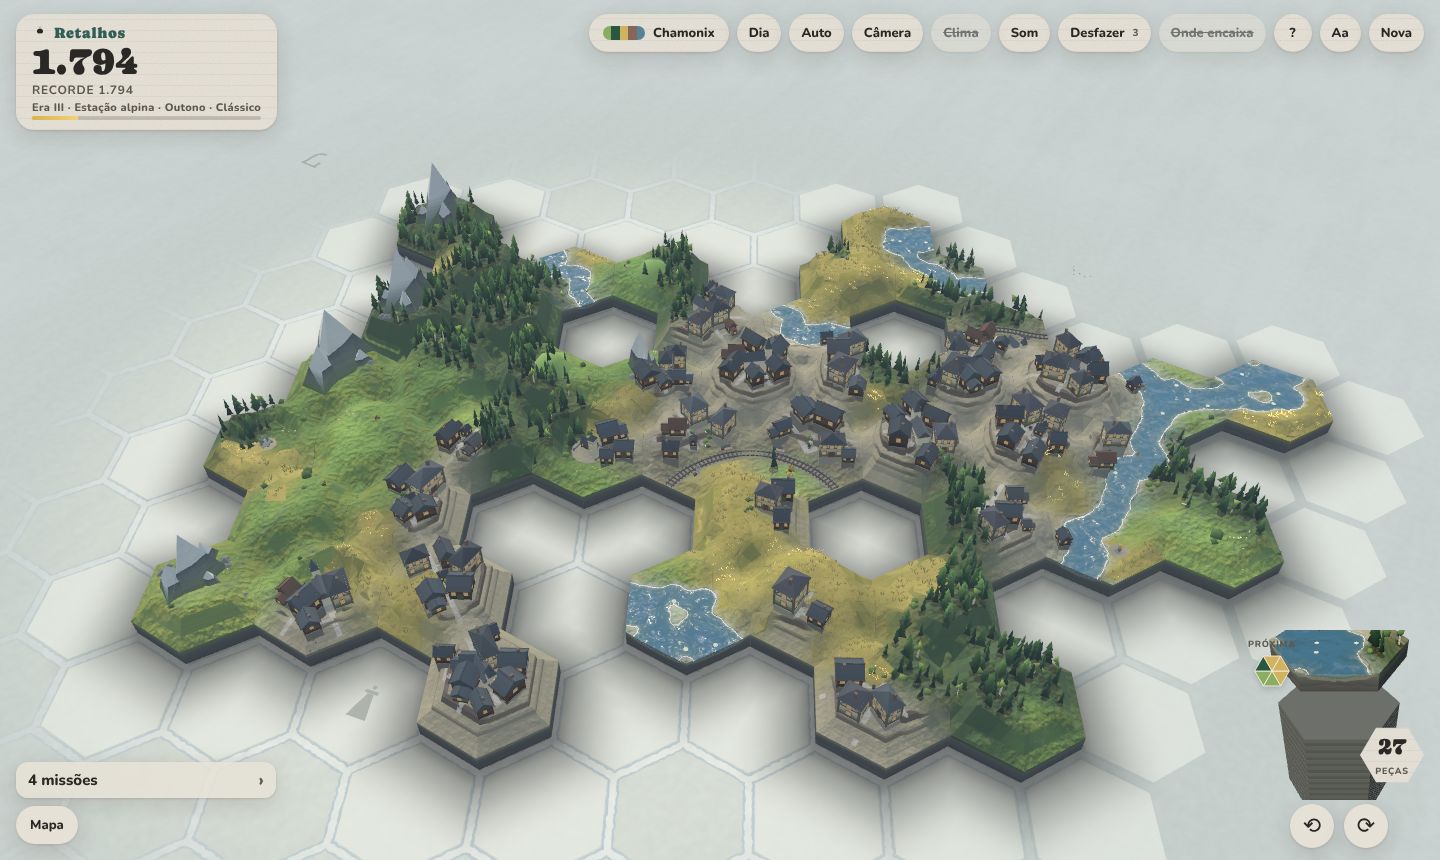 Retalhos
1.794
RECORDE 1.794
Era III · Estação alpina · Outono · Clássico
Chamonix
Dia
Auto
Câmera
Clima
Som
Desfazer 3
Onde encaixa
?
Aa
Nova
PRÓXIMA
27
PEÇAS
4 missões ›
Mapa